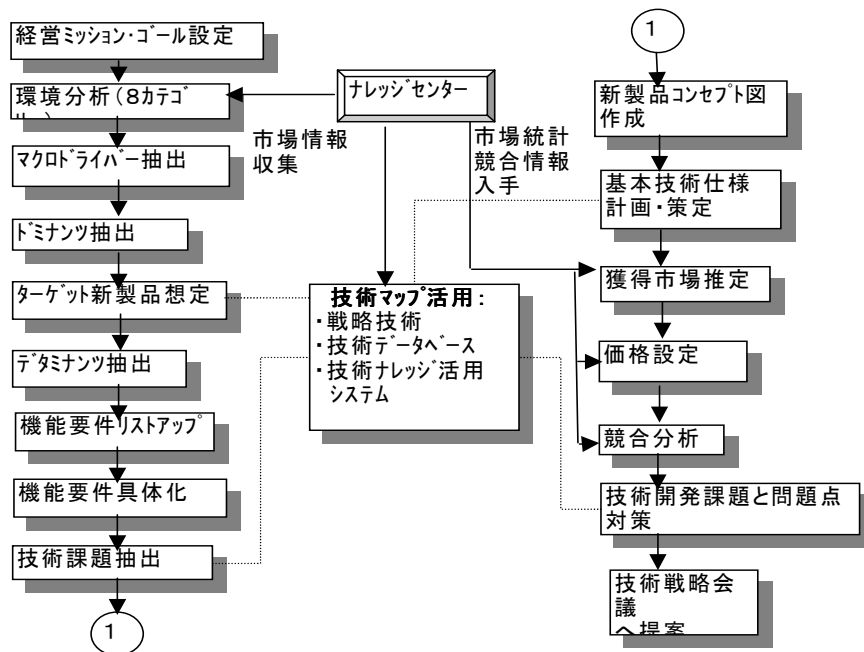 経営ミッション・ゴール設定
環境分析(8カテゴ
マクロドライバー抽出
ドミナンツ抽出
ターゲット新製品想定
デタミナンツ抽出
機能要件リストアップ
機能要件具体化
技術課題抽出
1
ナレッジセンター
市場情報
収集
市場統計
競合情報
入手
技術マップ活用:
・戦略技術
・技術データベース
・技術ナレッジ活用
システム
1
新製品コンセプト図
作成
基本技術仕様
計画・策定
獲得市場推定
価格設定
競合分析
技術開発課題と問題点
対策
技術戦略会
議
へ提案